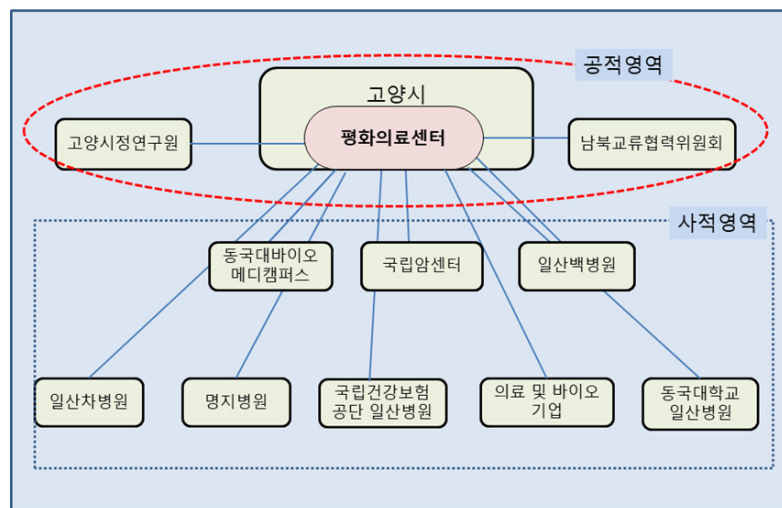 공적영역
고양시
평화의료센터
고양시정연구원
남북교류협력위원회
사적영역
동국대바이오
메디캠퍼스
국립암센터
일산백병원
일산차병원
명지병원
국립건강보험
공단 일산병원
의료 및 바이오
기업
동국대학교
일산병원